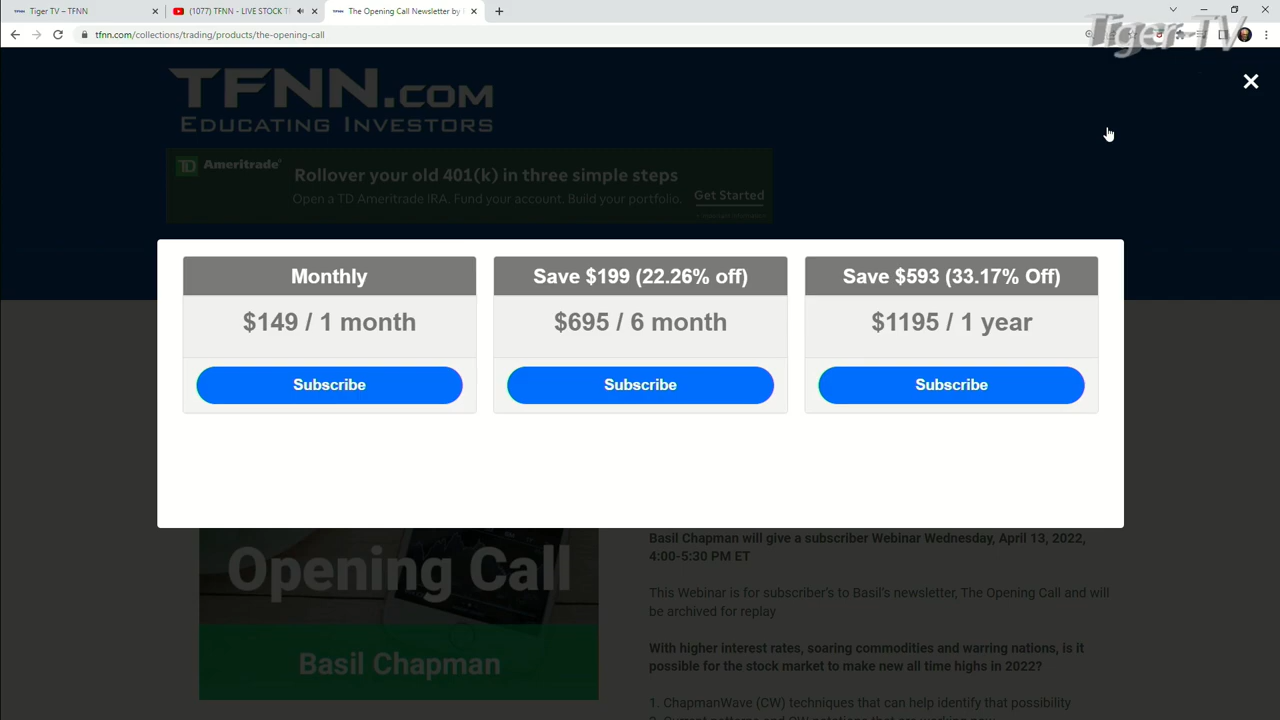 Tiger TV – TFNN
(1077) TFNN - LIVE STOCK T
The Opening Call Newsletter by
tfnn.com/collections/trading/products/the-opening-call
Tiger TV
TFNN.COM
EDUCATING INVESTORS
TD Ameritrade
Rollover your old 401(k) in three simple steps
Open a TD Ameritrade IRA. Fund your account. Build your portfolio.
Get Started
Monthly
$149 / 1 month
Subscribe
Save $199 (22.26% off)
$695 / 6 month
Subscribe
Save $593 (33.17% Off)
$1195 / 1 year
Subscribe
Opening Call
Basil Chapman
Basil Chapman will give a subscriber Webinar Wednesday, April 13, 2022,
4:00-5:30 PM ET
This Webinar is for subscriber's to Basil's newsletter, The Opening Call and will
be archived for replay
With higher interest rates, soaring commodities and warring nations, is it
possible for the stock market to make new all time highs in 2022?
1. ChapmanWave (CW) techniques that can help identify that possibility